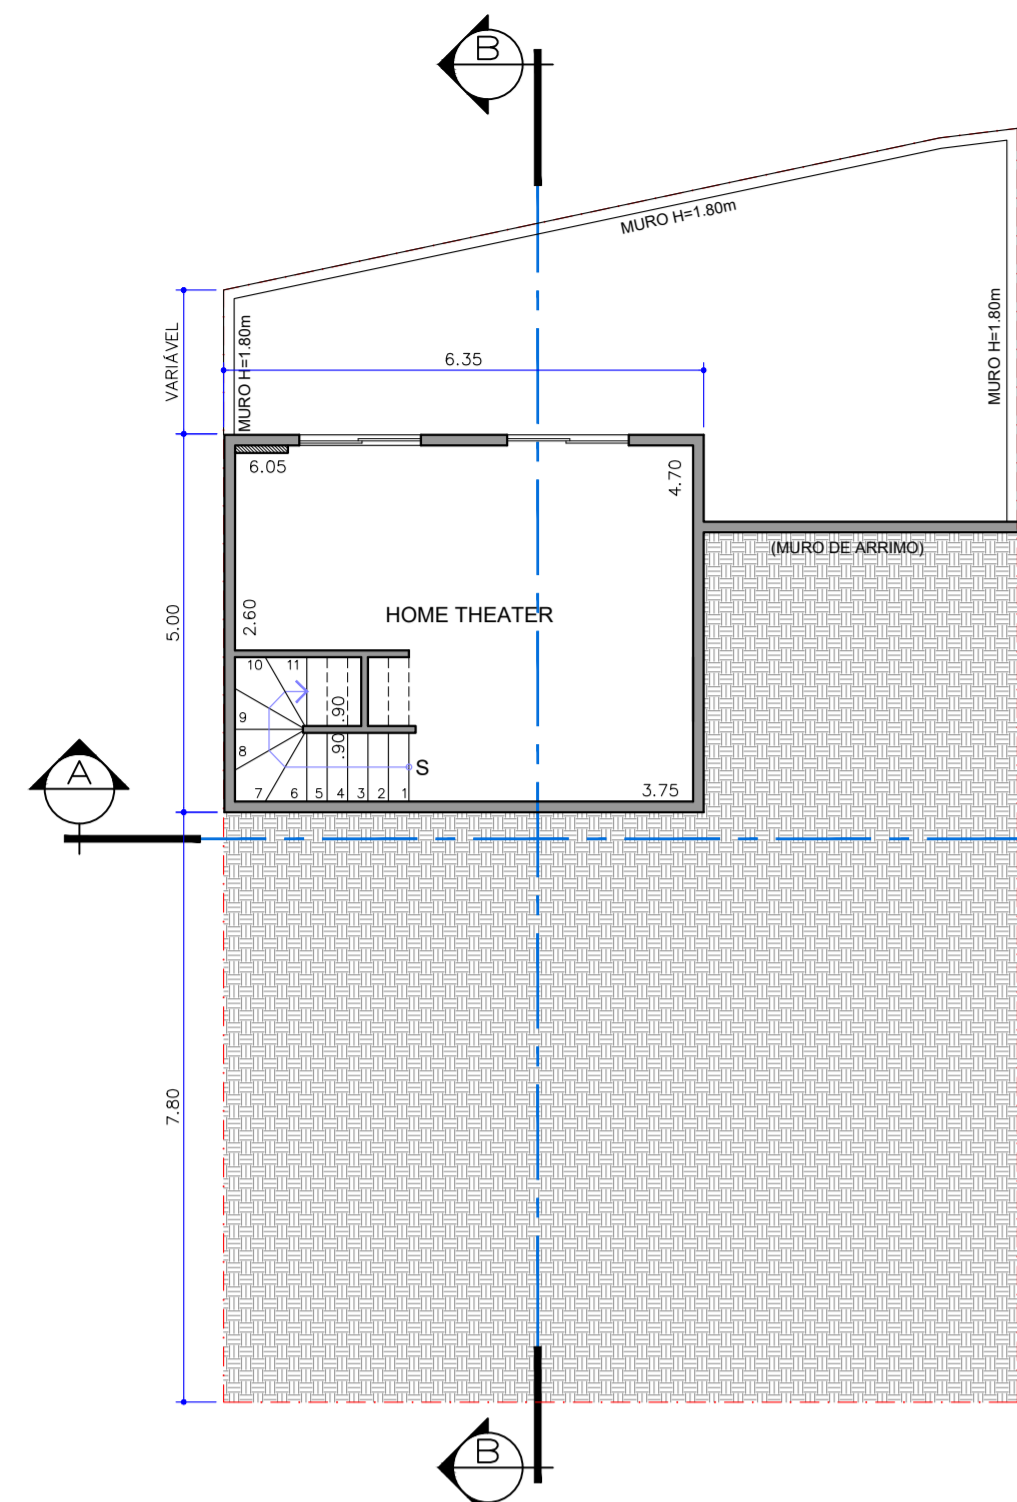 B
MURO H=1.80m
VARIÁVEL
MURO H=1.80m
MURO H=1.80m
6.35
6.05
4.70
(MURO DE ARRIMO)
5.00
2.60
HOME THEATER
10
11
9
.90
8
.90
S
7
6
5
4
3
2
1
3.75
A
7.80
B